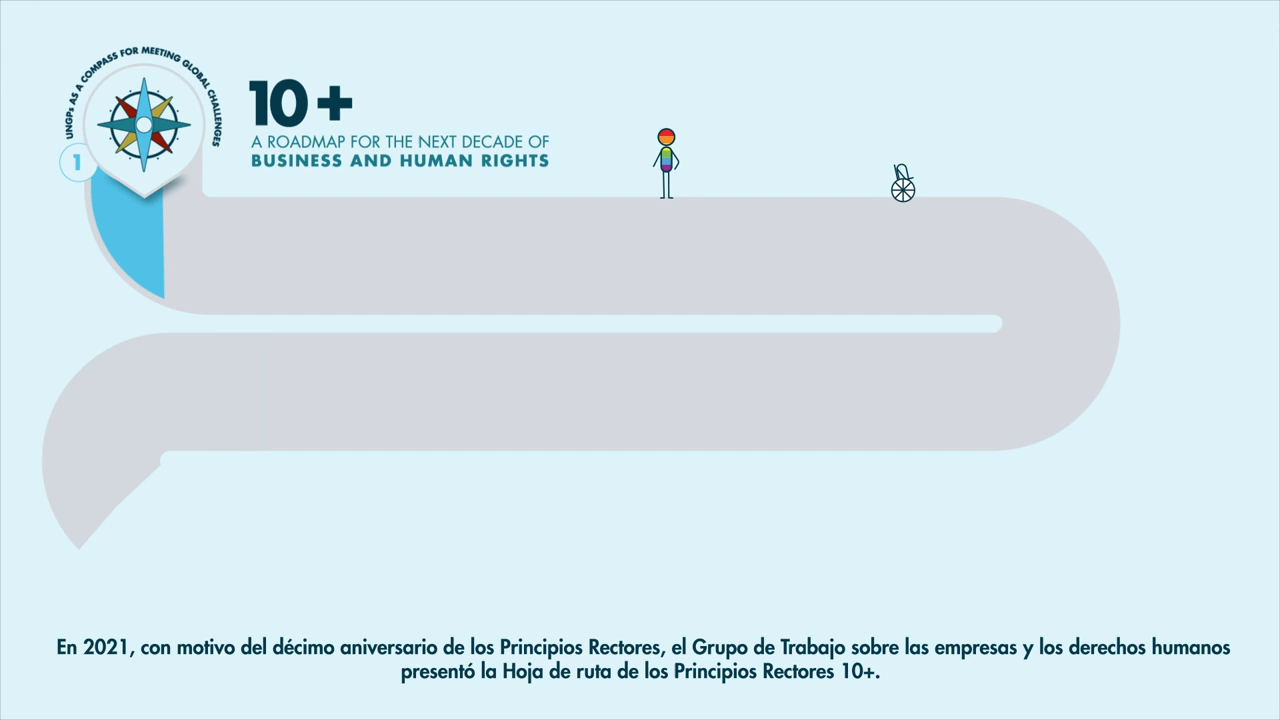 UNGPs AS A COMPASS FOR MEETING GLOBAL CHALLENGES
1
10+
A ROADMAP FOR THE NEXT DECADE OF
BUSINESS AND HUMAN RIGHTS
En 2021, con motivo del décimo aniversario de los Principios Rectores, el Grupo de Trabajo sobre las empresas y los derechos humanos
presentó la Hoja de ruta de los Principios Rectores 10+.